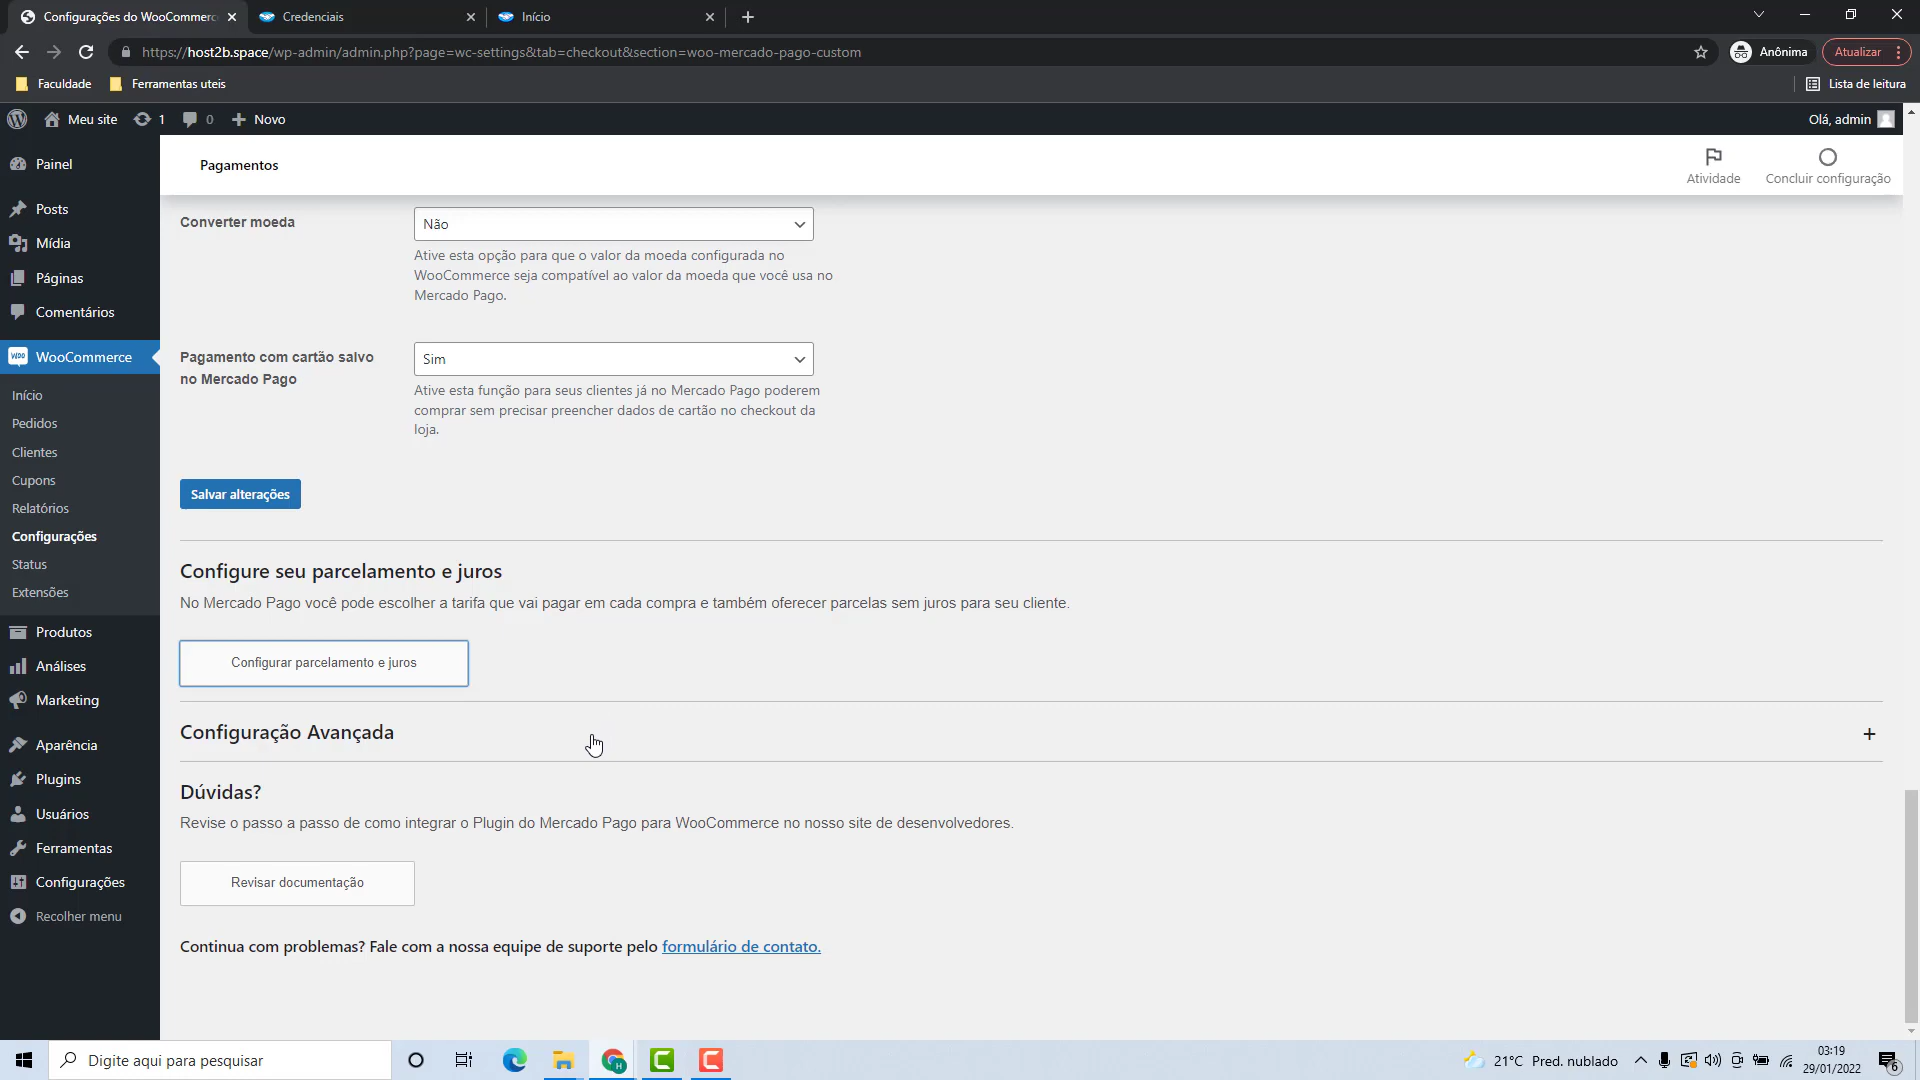 Configurações do WooCommerc
Credenciais
Início
https://host2b.space/wp-admin/admin.php?page=wc-settings&tab=checkout&section=woo-mercado-pago-custom
Anônima
Atualizar
Faculdade
Ferramentas uteis
Lista de leitura
Meu site
1
0
Novo
Olá, admin
Painel
Posts
Mídia
Páginas
Comentários
WooCommerce
Início
Pedidos
Clientes
Cupons
Relatórios
Configurações
Status
Extensões
Produtos
Análises
Marketing
Aparência
Plugins
Usuários
Ferramentas
Configurações
Recolher menu
Pagamentos
Atividade
Concluir configuração
Converter moeda
Não
Ative esta opção para que o valor da moeda configurada no
WooCommerce seja compatível ao valor da moeda que você usa no
Mercado Pago.
Pagamento com cartão salvo
no Mercado Pago
Sim
Ative esta função para seus clientes já no Mercado Pago poderem
comprar sem precisar preencher dados de cartão no checkout da
loja.
Salvar alterações
Configure seu parcelamento e juros
No Mercado Pago você pode escolher a tarifa que vai pagar em cada compra e também oferecer parcelas sem juros para seu cliente.
Configurar parcelamento e juros
Configuração Avançada
+
Dúvidas?
Revise o passo a passo de como integrar o Plugin do Mercado Pago para WooCommerce no nosso site de desenvolvedores.
Revisar documentação
Continua com problemas? Fale com a nossa equipe de suporte pelo formulário de contato.
Digite aqui para pesquisar
21°C Pred. nublado
03:19
29/01/2022
6